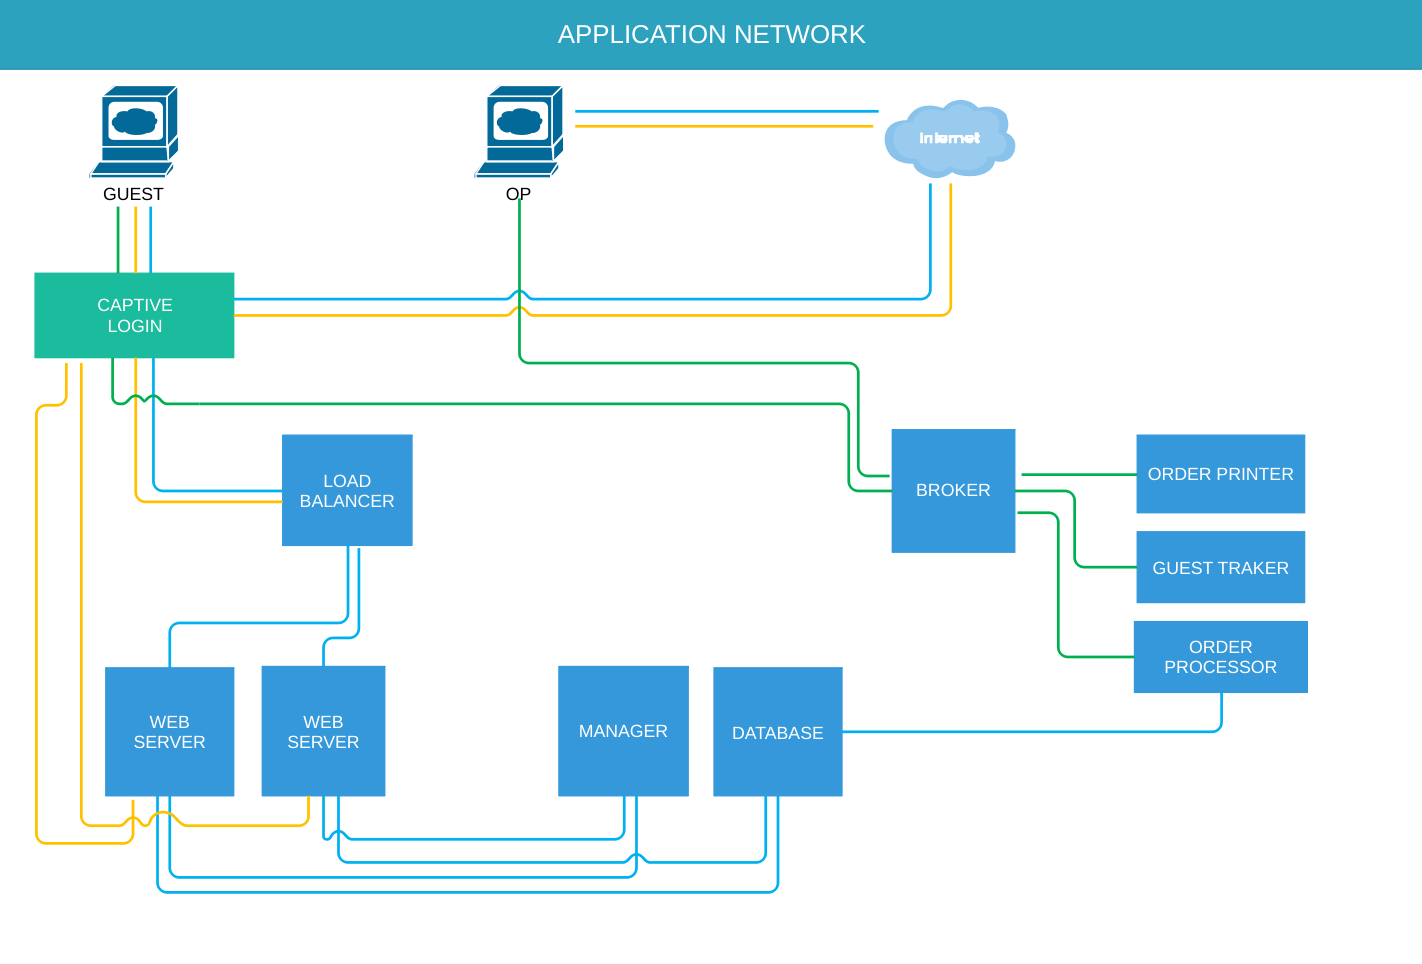 APPLICATION NETWORK
Internet
GUEST
OP
CAPTIVE
LOGIN
LOAD
BALANCER
BROKER
ORDER PRINTER
GUEST TRAKER
ORDER
PROCESSOR
WEB
SERVER
WEB
SERVER
MANAGER
DATABASE